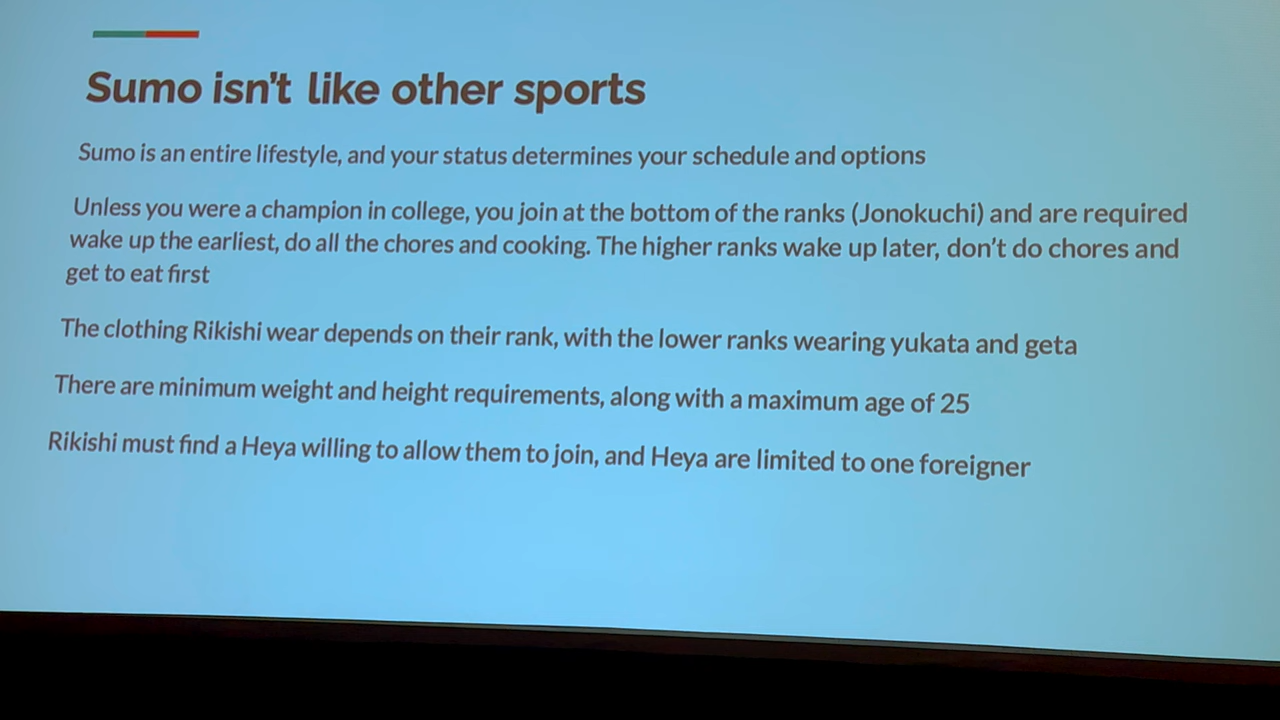 Sumo isn't like other sports
Sumo is an entire lifestyle, and your status determines your schedule and options
Unless you were a champion in college, you join at the bottom of the ranks (Jonokuchi) and are required
wake up the earliest, do all the chores and cooking. The higher ranks wake up later, don't do chores and
get to eat first
The clothing Rikishi wear depends on their rank, with the lower ranks wearing yukata and geta
There are minimum weight and height requirements, along with a maximum age of 25
Rikishi must find a Heya willing to allow them to join, and Heya are limited to one foreigner